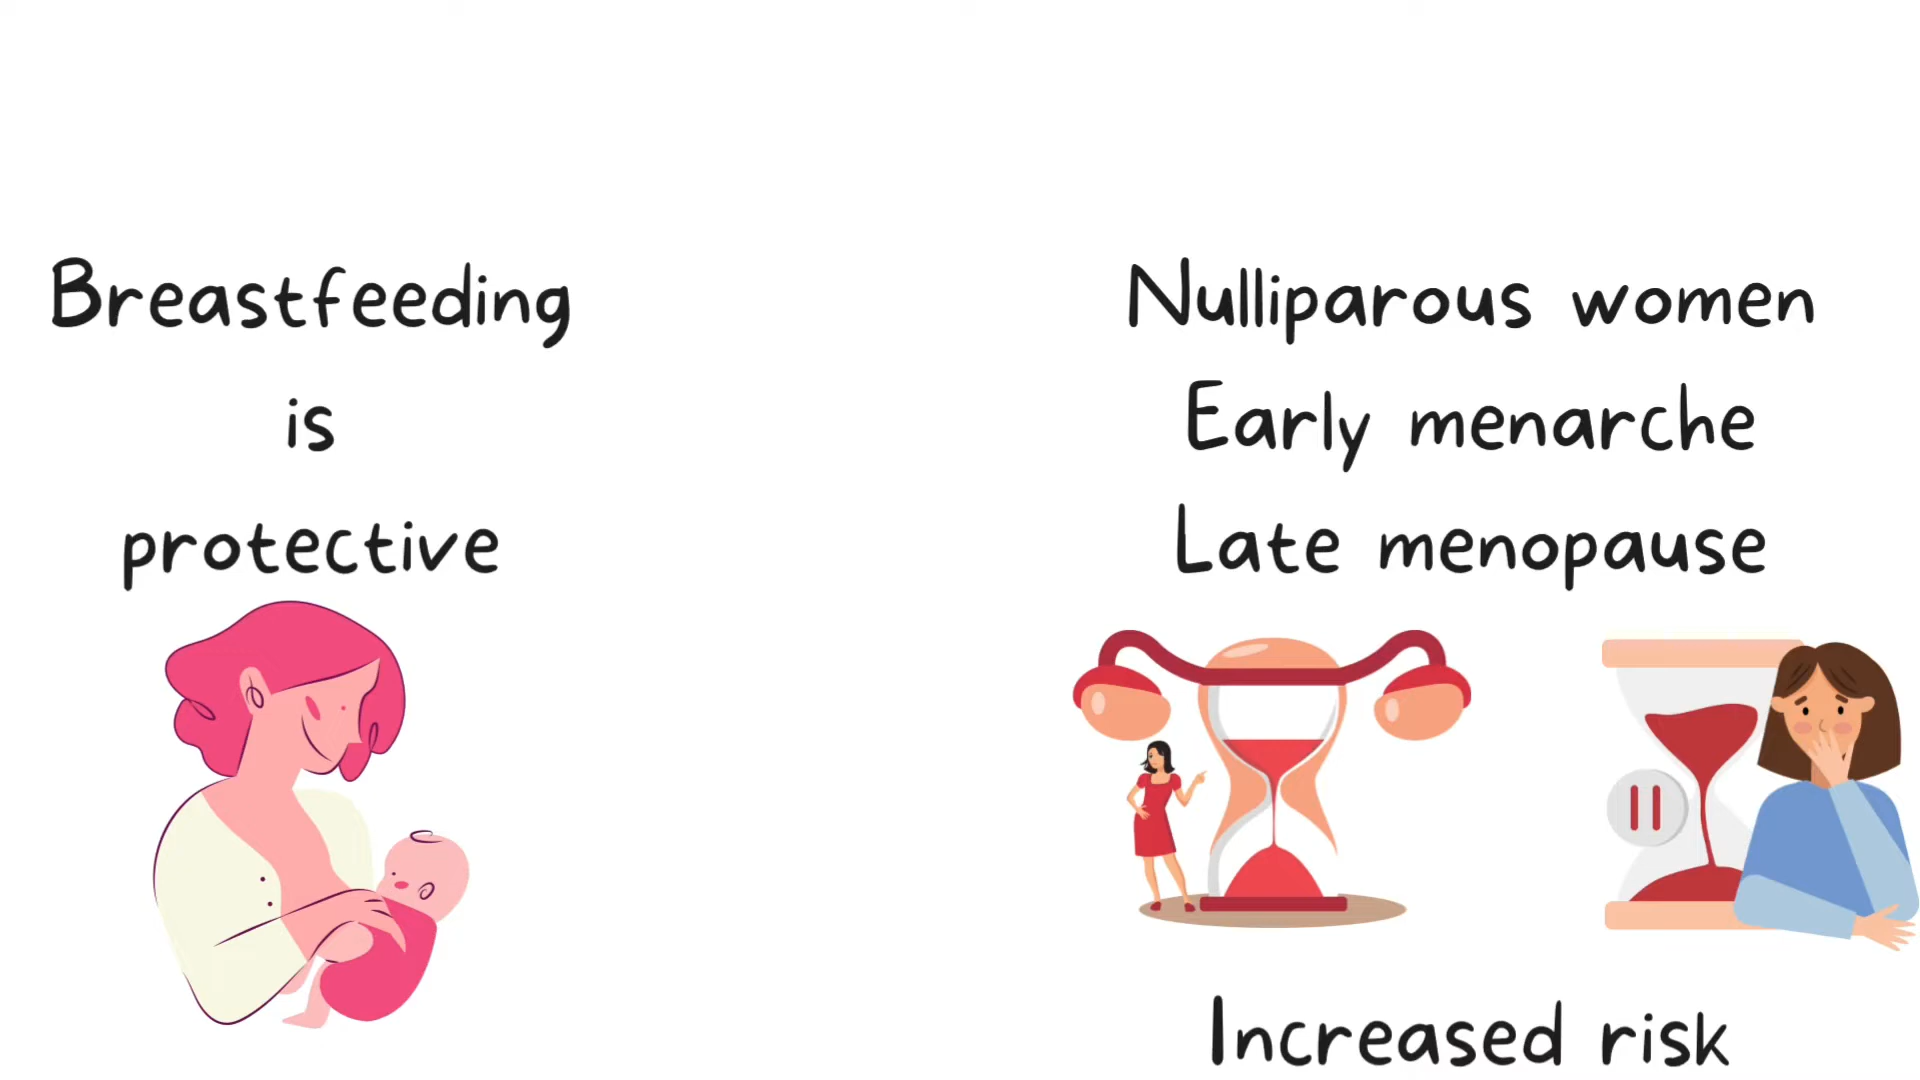 Breastfeeding
is
protective
Nulliparous women
Early menarche
Late menopause
Increased risk